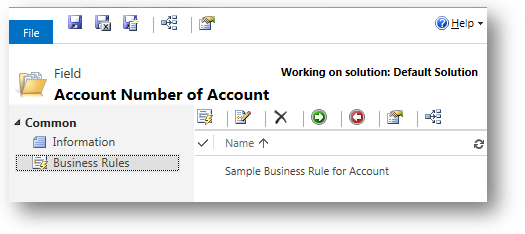 File
Help
Field
Working on solution: Default Solution
Account Number of Account
Common
Information
Business Rules
Name
Sample Business Rule for Account